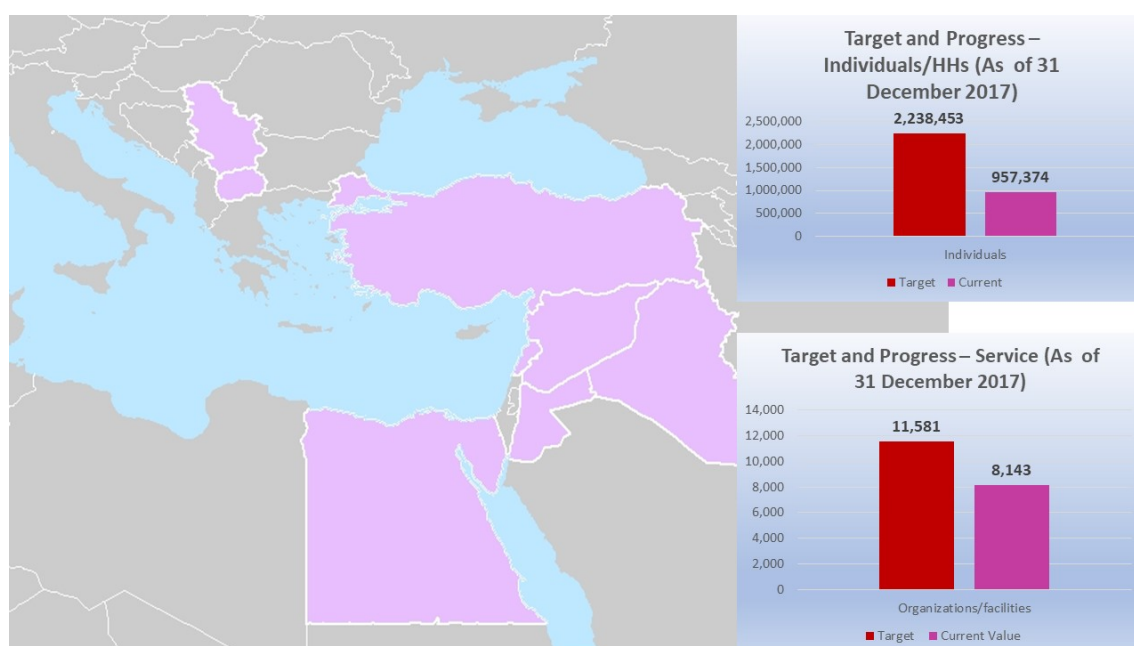 Target and Progress –
Individuals/HHs (As of 31
December 2017)
2,500,000
2,000,000
1,500,000
1,000,000
500,000
0
2,238,453
957,374
Individuals
Target Current
Target and Progress – Service (As of
31 December 2017)
14,000
12,000
10,000
8,000
6,000
4,000
2,000
0
11,581
8,143
Organizations/facilities
Target Current Value